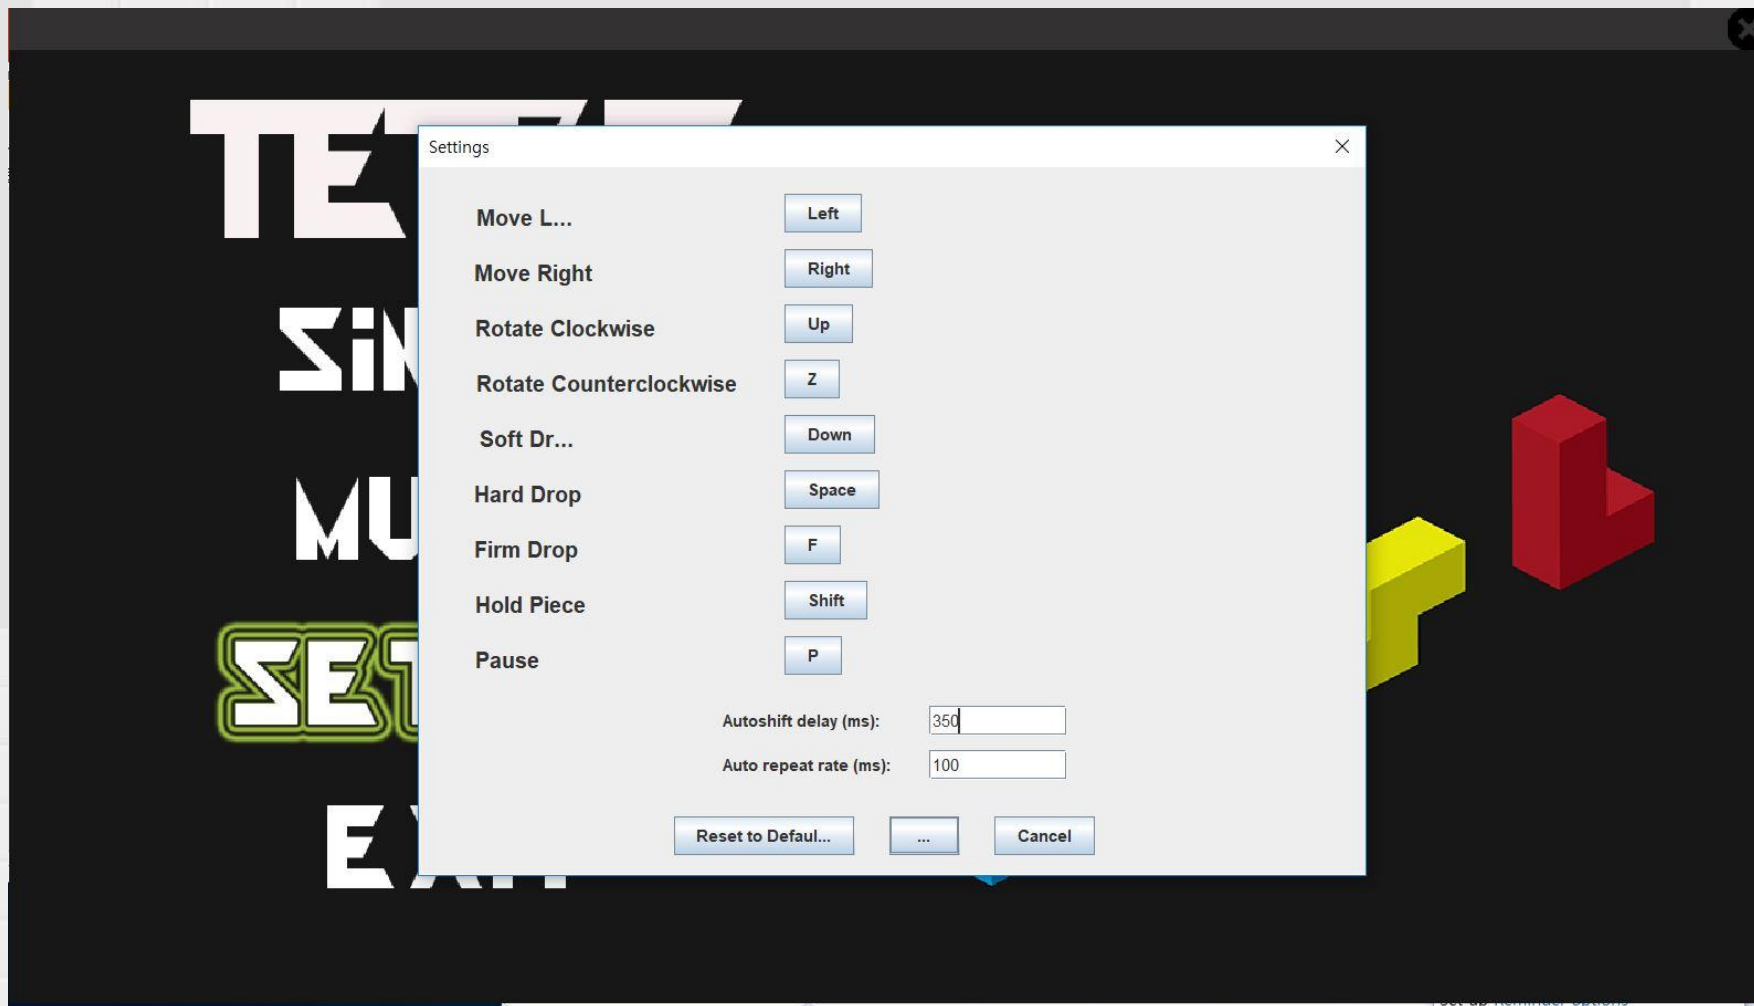 Settings
Move L... Left
Move Right Right
Rotate Clockwise Up
Rotate Counterclockwise Z
Soft Dr... Down
Hard Drop Space
Firm Drop F
Hold Piece Shift
Pause P
Autoshift delay (ms): 350
Auto repeat rate (ms): 100
Reset to Defaul... ... Cancel